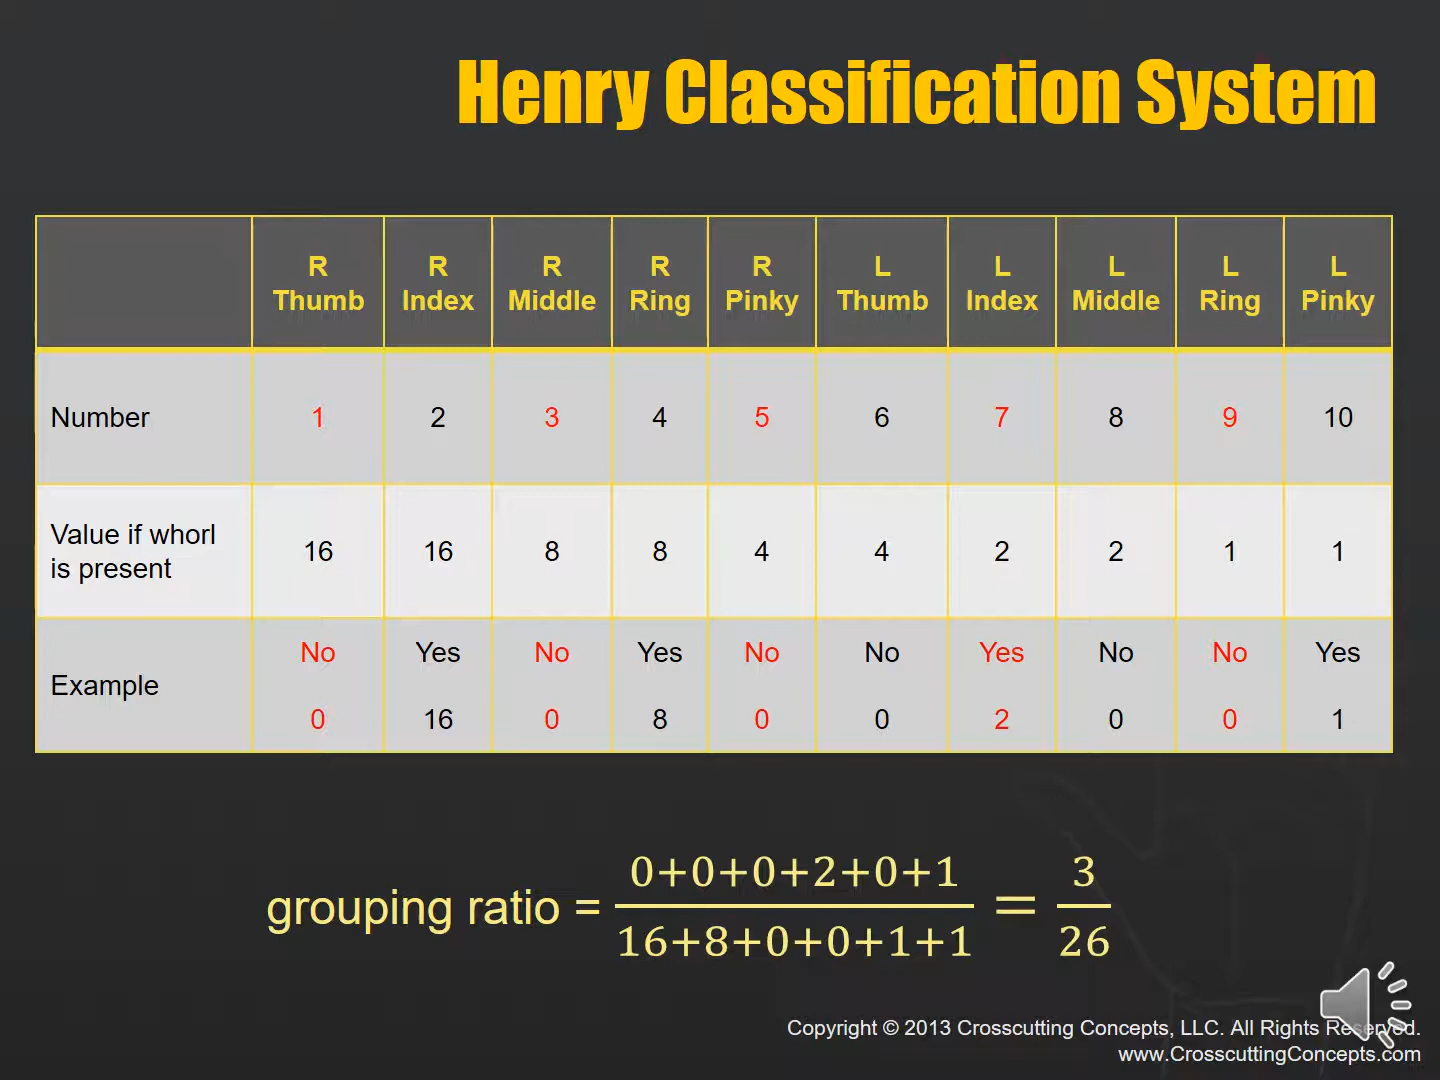 Henry Classification System
R Thumb R Index R Middle R Ring R Pinky L Thumb L Index L Middle L Ring L Pinky
Number 1 2 3 4 5 6 7 8 9 10
Value if whorl is present 16 16 8 8 4 4 2 2 1 1
Example No Yes No Yes No No Yes No No Yes
0 16 0 8 0 0 2 0 0 1
grouping ratio = 0+0+0+2+0+1 / 16+8+0+0+1+1 = 3 / 26
Copyright © 2013 Crosscutting Concepts, LLC. All Rights Reserved.
www.CrosscuttingConcepts.com